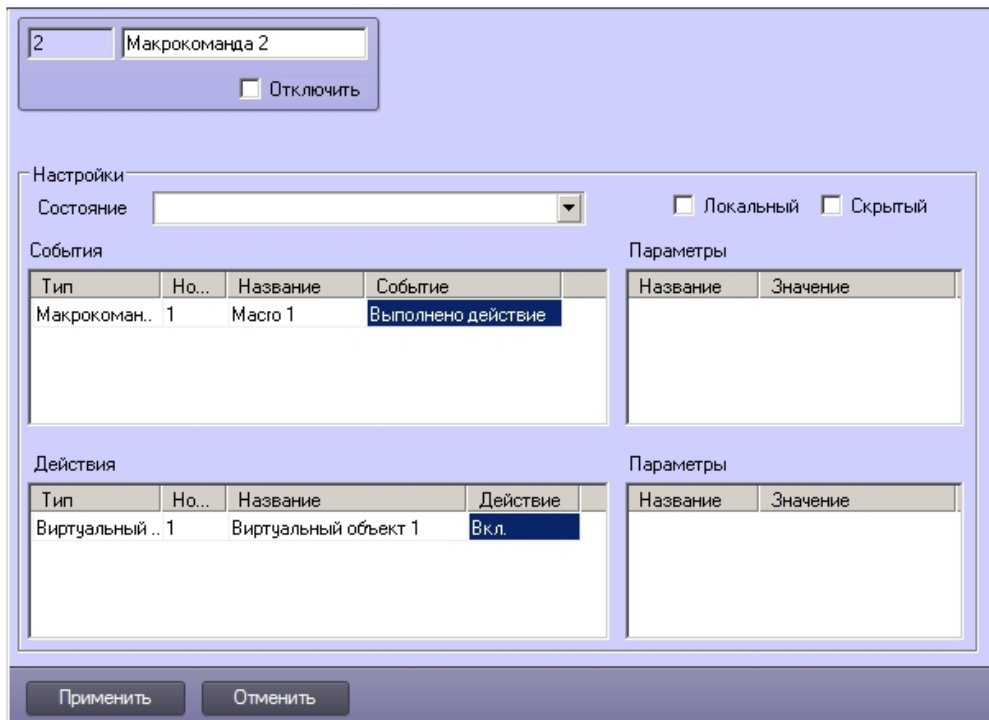 2 Макрокоманда 2
Отключить
Настройки
Состояние Локальный Скрытый
События Параметры
Тип Но... Название Событие Название Значение
Макрокоман.. 1 Macro 1 Выполнено действие
Действия Параметры
Тип Но... Название Действие Название Значение
Виртуальный .. 1 Виртуальный объект 1 Вкл.
Применить Отменить